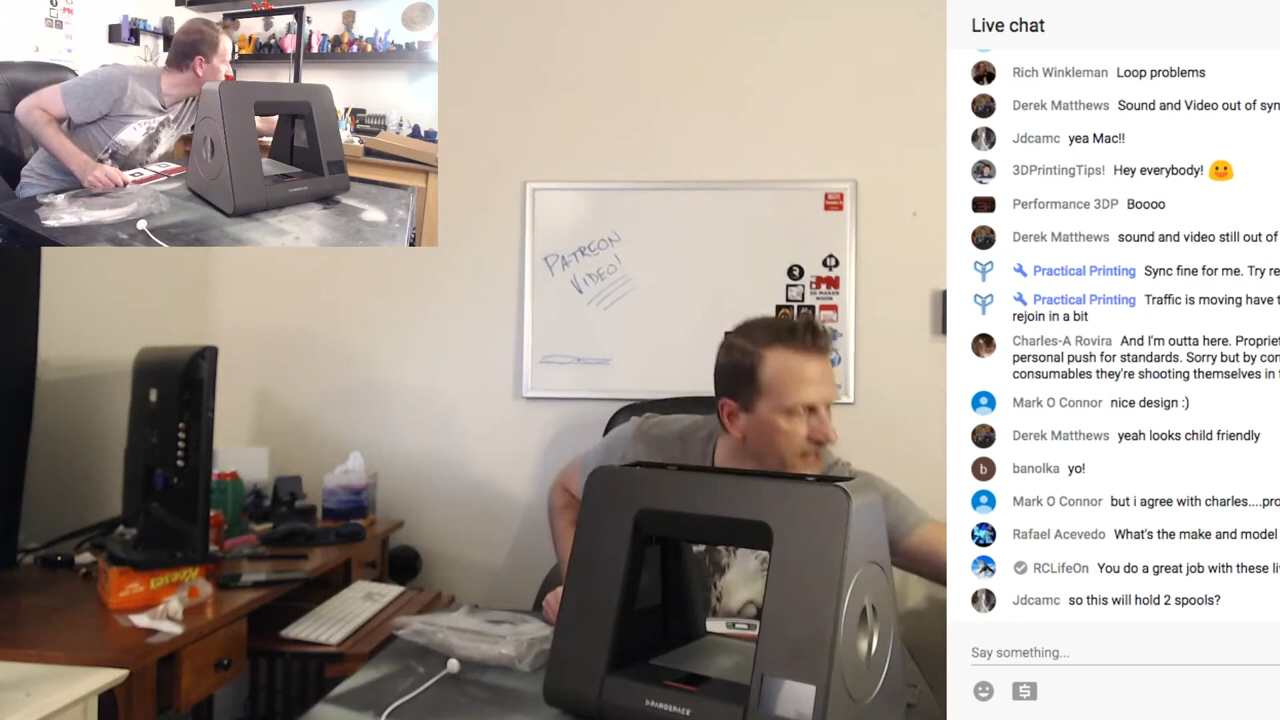 Live chat
Rich Winkleman Loop problems
Derek Matthews Sound and Video out of syn
Jdcamc yea Mac!!
3DPrintingTips! Hey everybody!
Performance 3DP Boooo
Derek Matthews sound and video still out of
Practical Printing Sync fine for me. Try re
Practical Printing Traffic is moving have t
rejoin in a bit
Charles-A Rovira And I'm outta here. Propriet
personal push for standards. Sorry but by con
consumables they're shooting themselves in t
Mark O Connor nice design :)
Derek Matthews yeah looks child friendly
b banolka yo!
Mark O Connor but i agree with charles....pro
Rafael Acevedo What's the make and model
RCLifeOn You do a great job with these li
Jdcamc so this will hold 2 spools?
Say something...
PATREON
VIDEO!